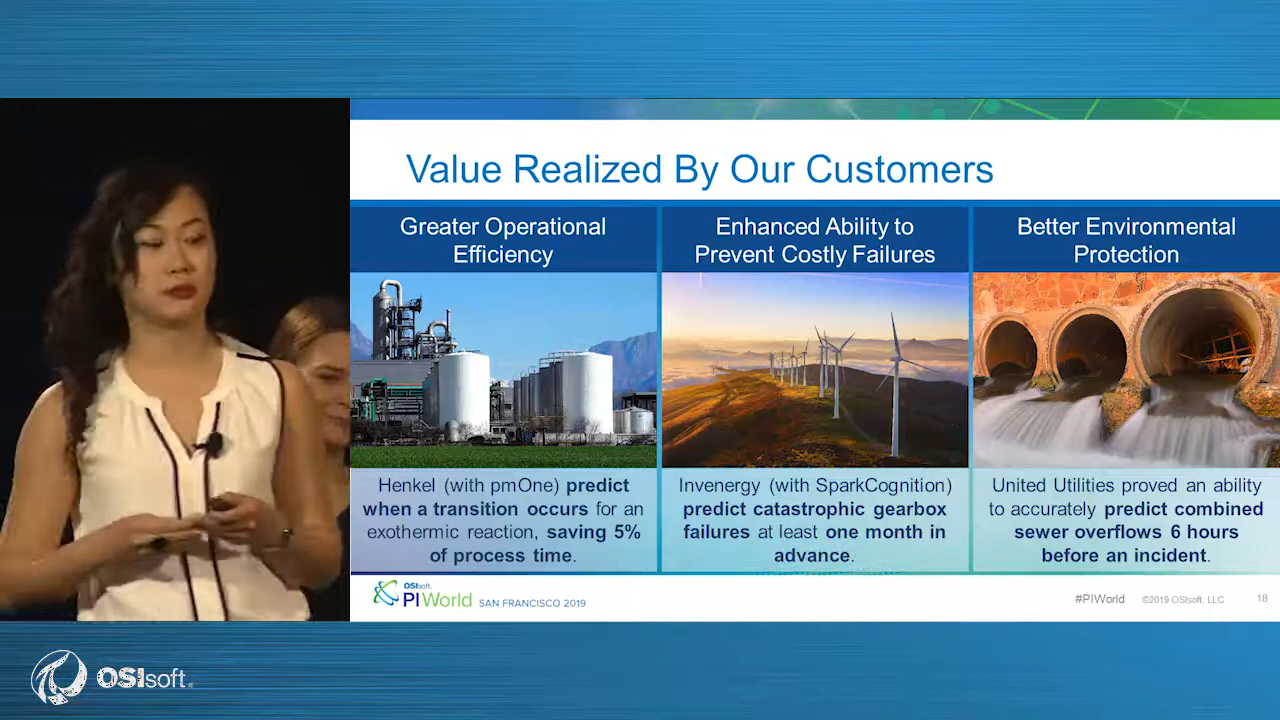 Value Realized By Our Customers
Greater Operational
Efficiency
Enhanced Ability to
Prevent Costly Failures
Better Environmental
Protection
Henkel (with pmOne) predict
when a transition occurs for an
exothermic reaction, saving 5%
of process time.
Invenergy (with SparkCognition)
predict catastrophic gearbox
failures at least one month in
advance.
United Utilities proved an ability
to accurately predict combined
sewer overflows 6 hours
before an incident.
OSIsoft.
PI World SAN FRANCISCO 2019
#PIWorld ©2019 OSIsoft, LLC 18
OSIsoft.